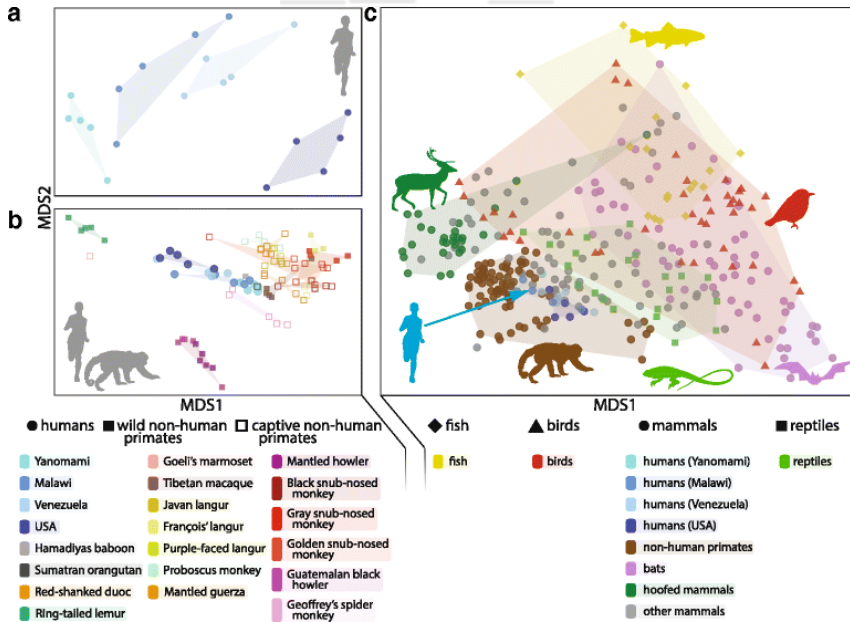 a
c
MDS2
b
MDS1
MDS1
humans
wild non-human
primates
captive non-human
primates
fish
birds
mammals
reptiles
Yanomami
Malawi
Venezuela
USA
Hamadiyas baboon
Sumatran orangutan
Red-shanked duoc
Ring-tailed lemur
Goeli's marmoset
Tibetan macaque
Javan langur
François' langur
Purple-faced langur
Proboscus monkey
Mantled guerza
Mantled howler
Black snub-nosed
monkey
Gray snub-nosed
monkey
Golden snub-nosed
monkey
Guatemalan black
howler
Geoffrey's spider
monkey
fish
birds
humans (Yanomami)
humans (Malawi)
humans (Venezuela)
humans (USA)
non-human primates
bats
hoofed mammals
other mammals
reptiles